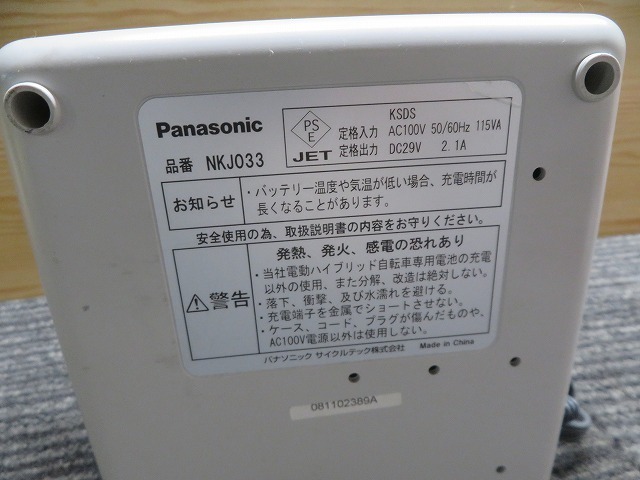 Panasonic
品番 NKJ033
PS
E
JET
KSDS
定格入力 AC100V 50/60Hz 115VA
定格出力 DC29V 2.1A
お知らせ
・バッテリー温度や気温が低い場合、充電時間が
長くなることがあります。
安全使用の為、取扱説明書の内容をお守りください。
警告
発熱、発火、感電の恐れあり
・当社電動ハイブリッド自転車専用電池の充電
以外の使用、また分解、改造は絶対しない。
・落下、衝撃、及び水濡れを避ける。
・充電端子を金属でショートさせない。
・ケース、コード、プラグが傷んだものや、
AC100V電源以外は使用しない。
パナソニック サイクルテック株式会社 Made in China
081102389A